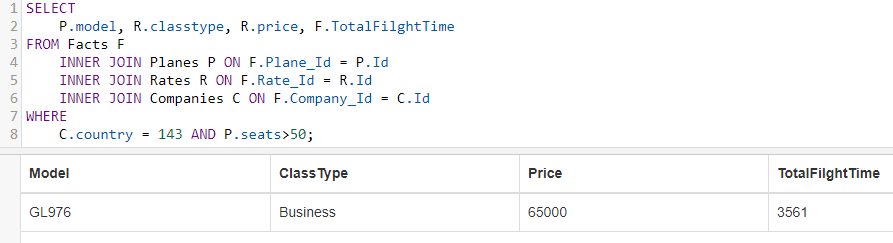 1 SELECT
2 P.model, R.classtype, R.price, F.TotalFilghtTime
3 FROM Facts F
4 INNER JOIN Planes P ON F.Plane_Id = P.Id
5 INNER JOIN Rates R ON F.Rate_Id = R.Id
6 INNER JOIN Companies C ON F.Company_Id = C.Id
7 WHERE
8 C.country = 143 AND P.seats>50;
Model ClassType Price TotalFilghtTime
GL976 Business 65000 3561